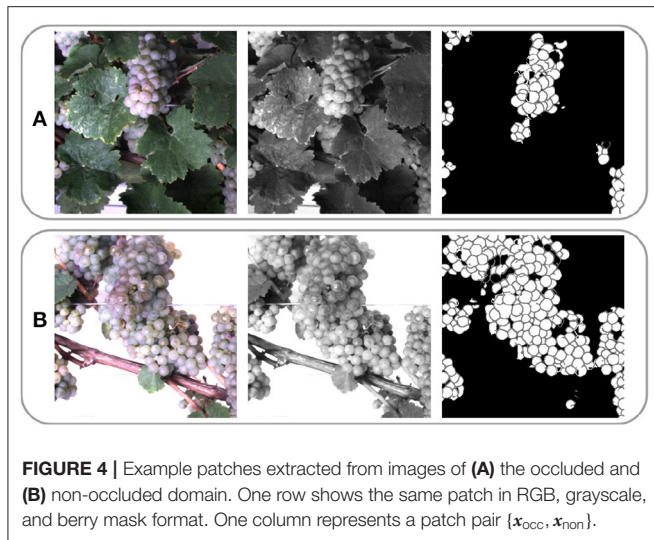 A
B
FIGURE 4 | Example patches extracted from images of (A) the occluded and
(B) non-occluded domain. One row shows the same patch in RGB, grayscale,
and berry mask format. One column represents a patch pair {xocc, xnon}.